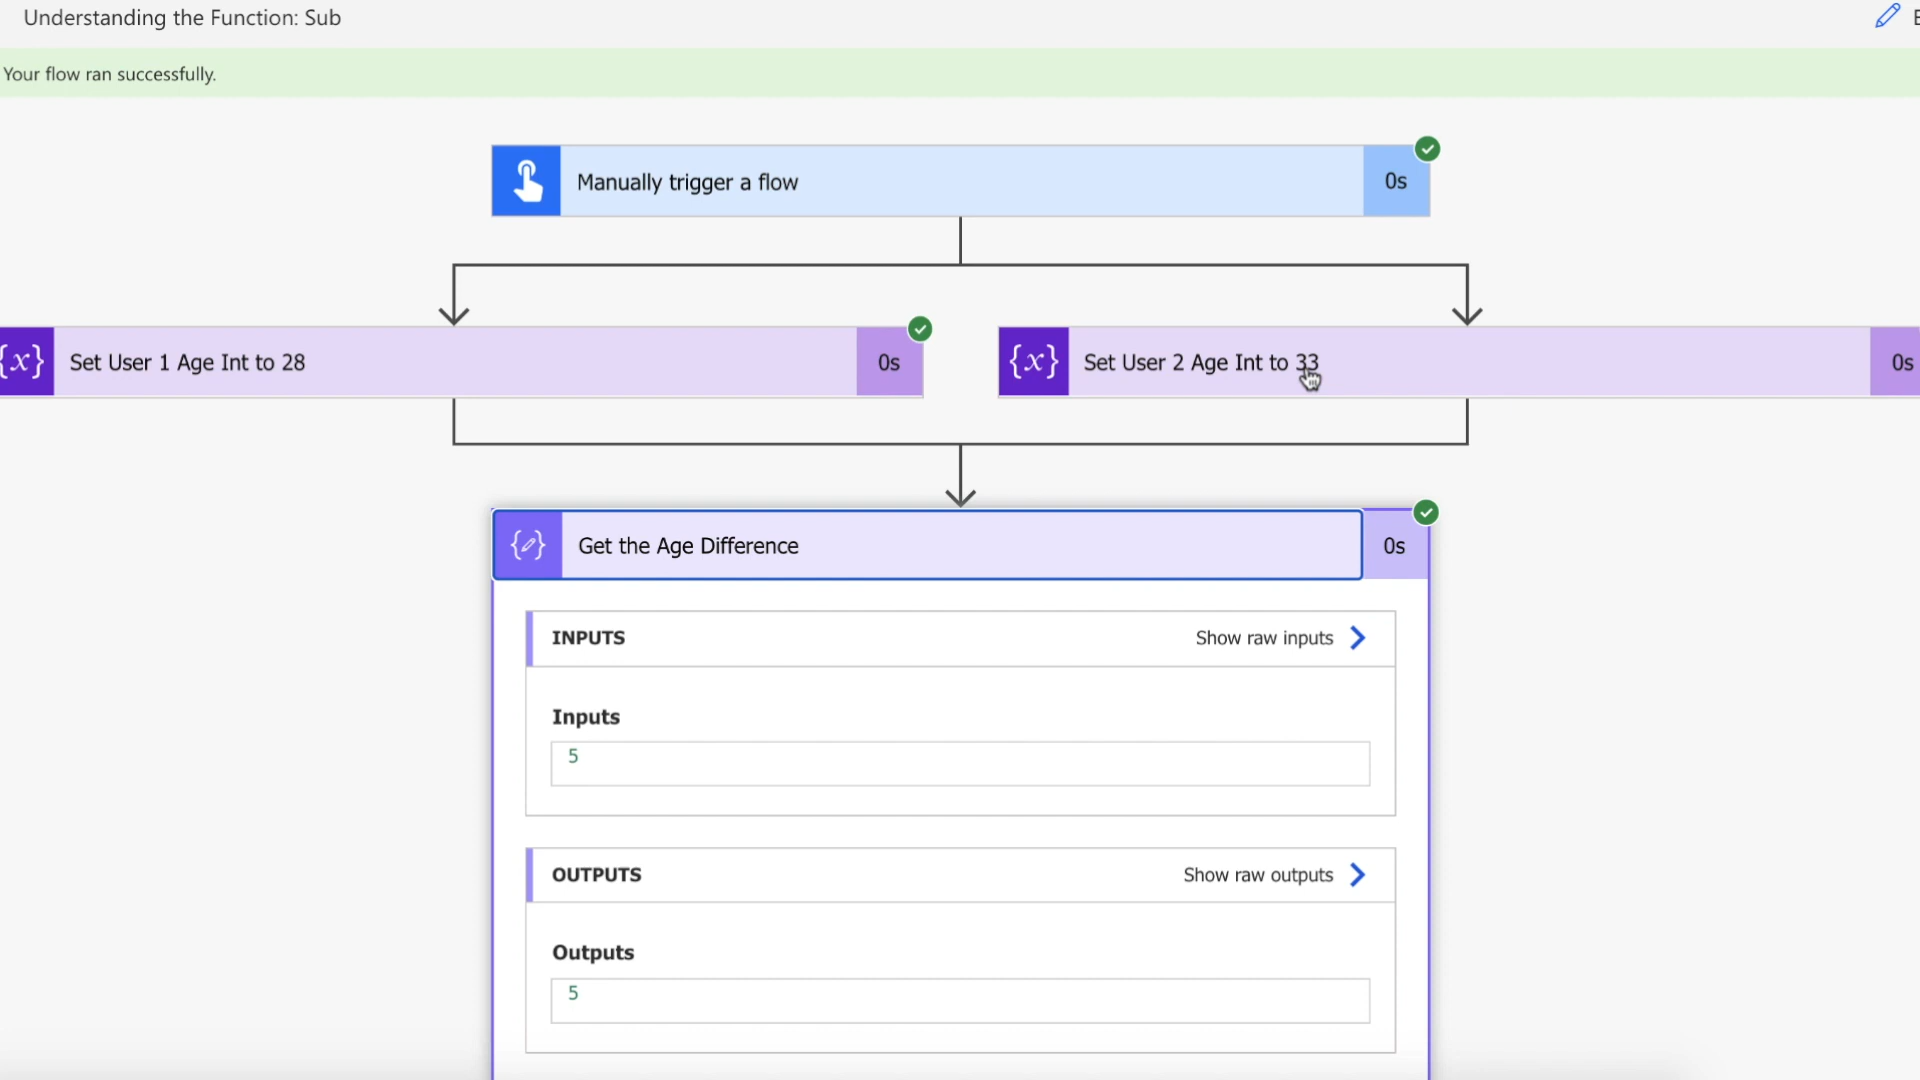 Understanding the Function: Sub
Your flow ran successfully.
Manually trigger a flow
0s
{x} Set User 1 Age Int to 28
0s
{x} Set User 2 Age Int to 33
0s
Get the Age Difference
0s
INPUTS
Show raw inputs
Inputs
5
OUTPUTS
Show raw outputs
Outputs
5